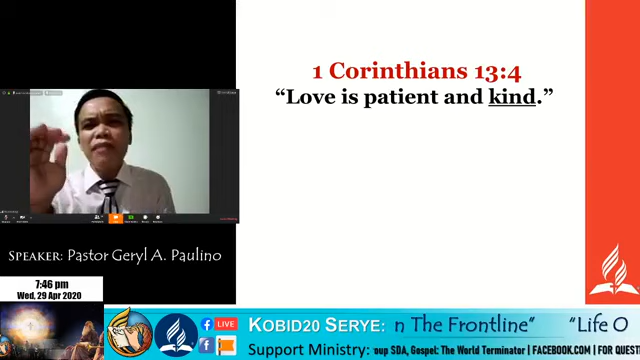 1 Corinthians 13:4
“Love is patient and kind.”
SPEAKER: Pastor Geryl A. Paulino
7:46 pm
Wed, 29 Apr 2020
LIVE
KOBID20 SERYE: n The Frontline” “Life O
Support Ministry: oup SDA, Gospel: The World Terminator | FACEBOOK.COM | FOR QUES